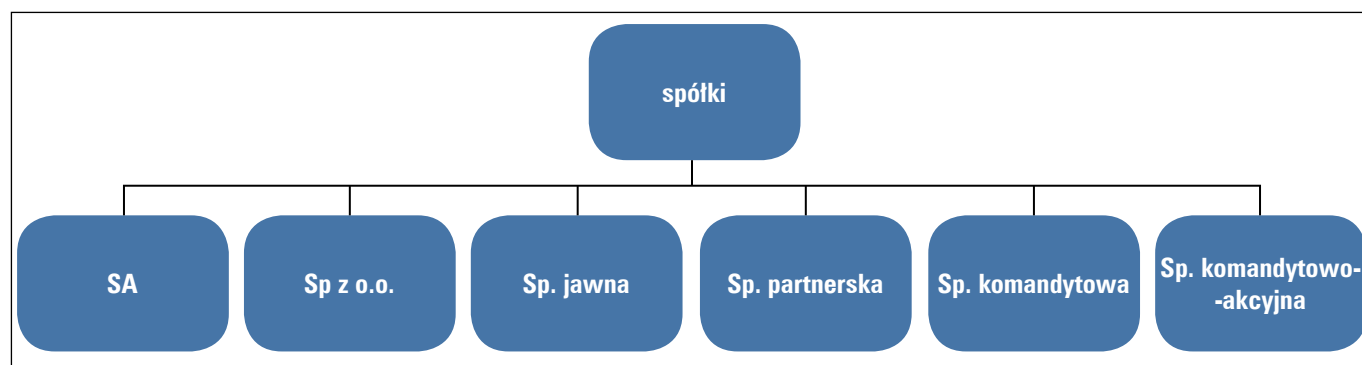 spółki
SA
Sp z o.o.
Sp. jawna
Sp. partnerska
Sp. komandytowa
Sp. komandytowo-
-akcyjna